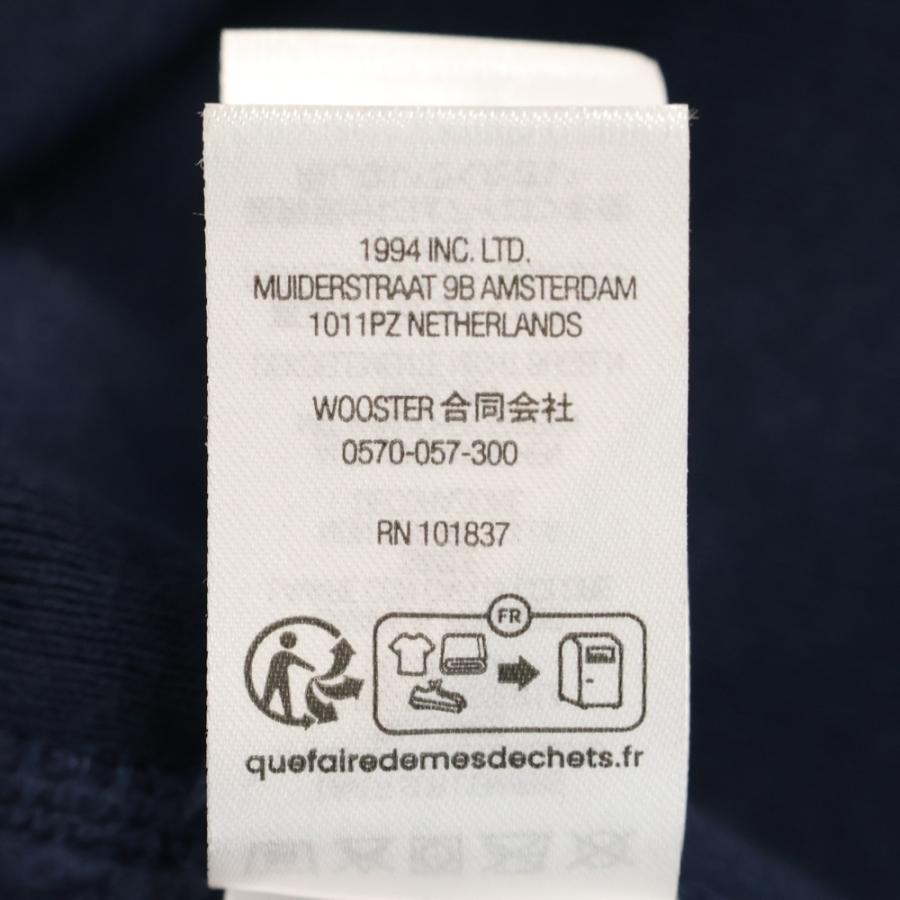 1994 INC. LTD.
MUIDERSTRAAT 9B AMSTERDAM
1011PZ NETHERLANDS
WOOSTER 合同会社
0570-057-300
RN 101837
FR
quefairedemesdechets.fr